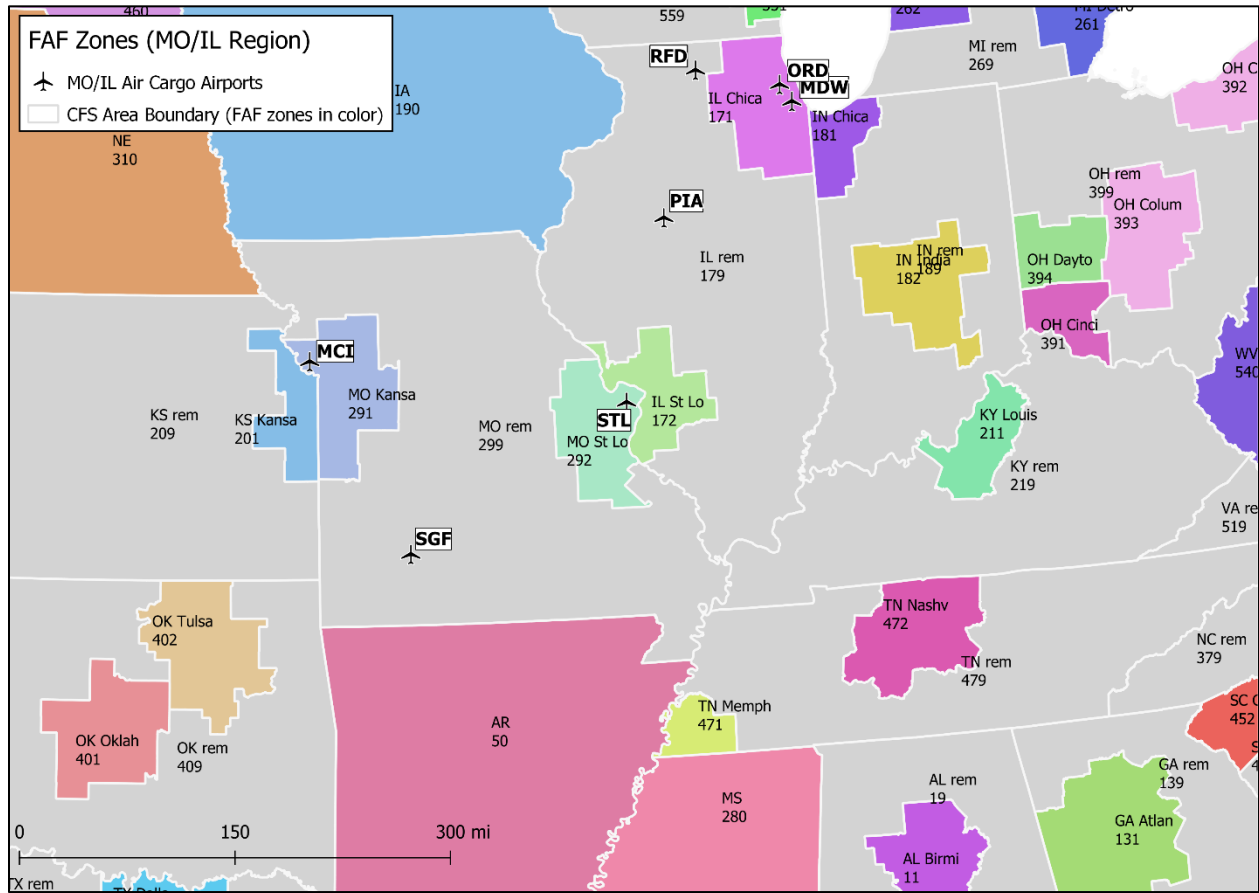 460
559
551
262
MI Detro
261
FAF Zones (MO/IL Region)
MO/IL Air Cargo Airports
CFS Area Boundary (FAF zones in color)
RFD
ORD
MDW
MI rem
269
OH C
392
IA
190
IL Chica
171
IN Chica
181
NE
310
OH rem
399
OH Colum
393
PIA
IL rem
179
IN rem
189
IN India
182
OH Dayto
394
OH Cinci
391
WV
540
MCI
MO Kansa
291
KS rem
209
KS Kansa
201
MO rem
299
STL
IL St Lo
172
MO St Lo
292
KY Louis
211
KY rem
219
VA re
519
SGF
OK Tulsa
402
TN Nashv
472
TN rem
479
NC rem
379
SC G
452
OK Oklah
401
OK rem
409
AR
50
TN Memph
471
MS
280
AL rem
19
GA rem
139
GA Atlan
131
AL Birmi
11
0 150 300 mi
TX rem